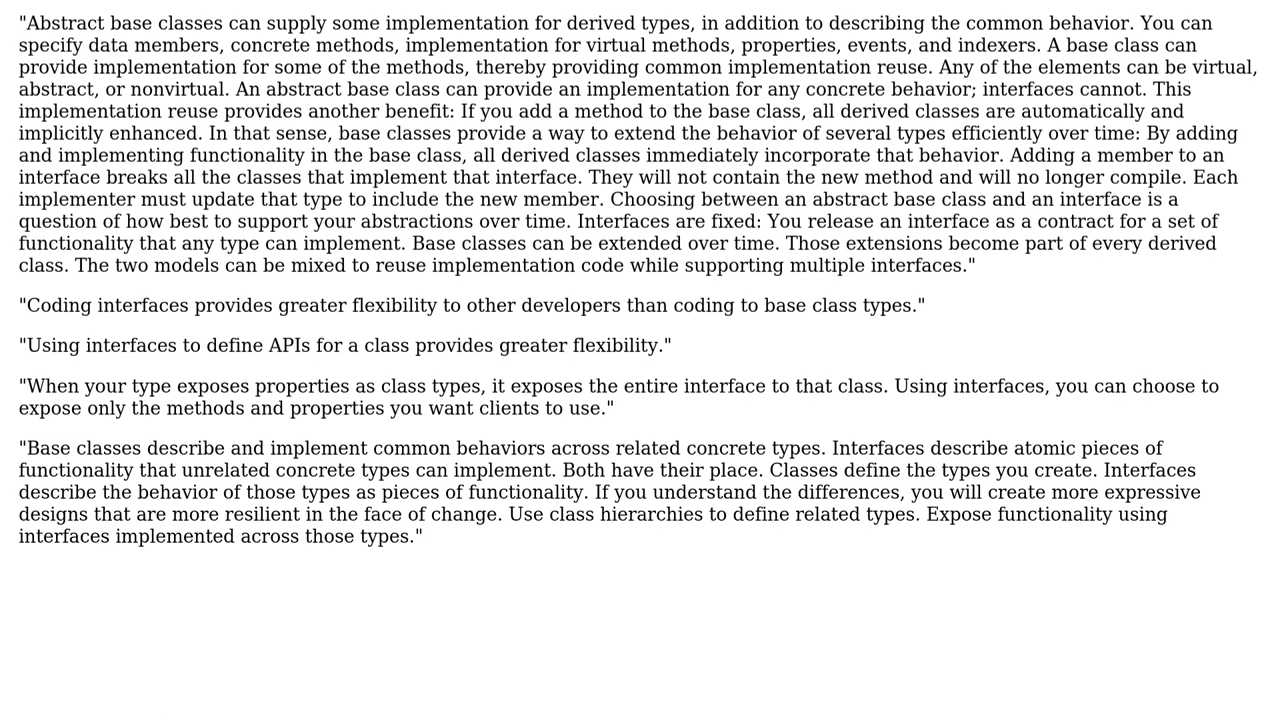 "Abstract base classes can supply some implementation for derived types, in addition to describing the common behavior. You can
specify data members, concrete methods, implementation for virtual methods, properties, events, and indexers. A base class can
provide implementation for some of the methods, thereby providing common implementation reuse. Any of the elements can be virtual,
abstract, or nonvirtual. An abstract base class can provide an implementation for any concrete behavior; interfaces cannot. This
implementation reuse provides another benefit: If you add a method to the base class, all derived classes are automatically and
implicitly enhanced. In that sense, base classes provide a way to extend the behavior of several types efficiently over time: By adding
and implementing functionality in the base class, all derived classes immediately incorporate that behavior. Adding a member to an
interface breaks all the classes that implement that interface. They will not contain the new method and will no longer compile. Each
implementer must update that type to include the new member. Choosing between an abstract base class and an interface is a
question of how best to support your abstractions over time. Interfaces are fixed: You release an interface as a contract for a set of
functionality that any type can implement. Base classes can be extended over time. Those extensions become part of every derived
class. The two models can be mixed to reuse implementation code while supporting multiple interfaces."
"Coding interfaces provides greater flexibility to other developers than coding to base class types."
"Using interfaces to define APIs for a class provides greater flexibility."
"When your type exposes properties as class types, it exposes the entire interface to that class. Using interfaces, you can choose to
expose only the methods and properties you want clients to use."
"Base classes describe and implement common behaviors across related concrete types. Interfaces describe atomic pieces of
functionality that unrelated concrete types can implement. Both have their place. Classes define the types you create. Interfaces
describe the behavior of those types as pieces of functionality. If you understand the differences, you will create more expressive
designs that are more resilient in the face of change. Use class hierarchies to define related types. Expose functionality using
interfaces implemented across those types."